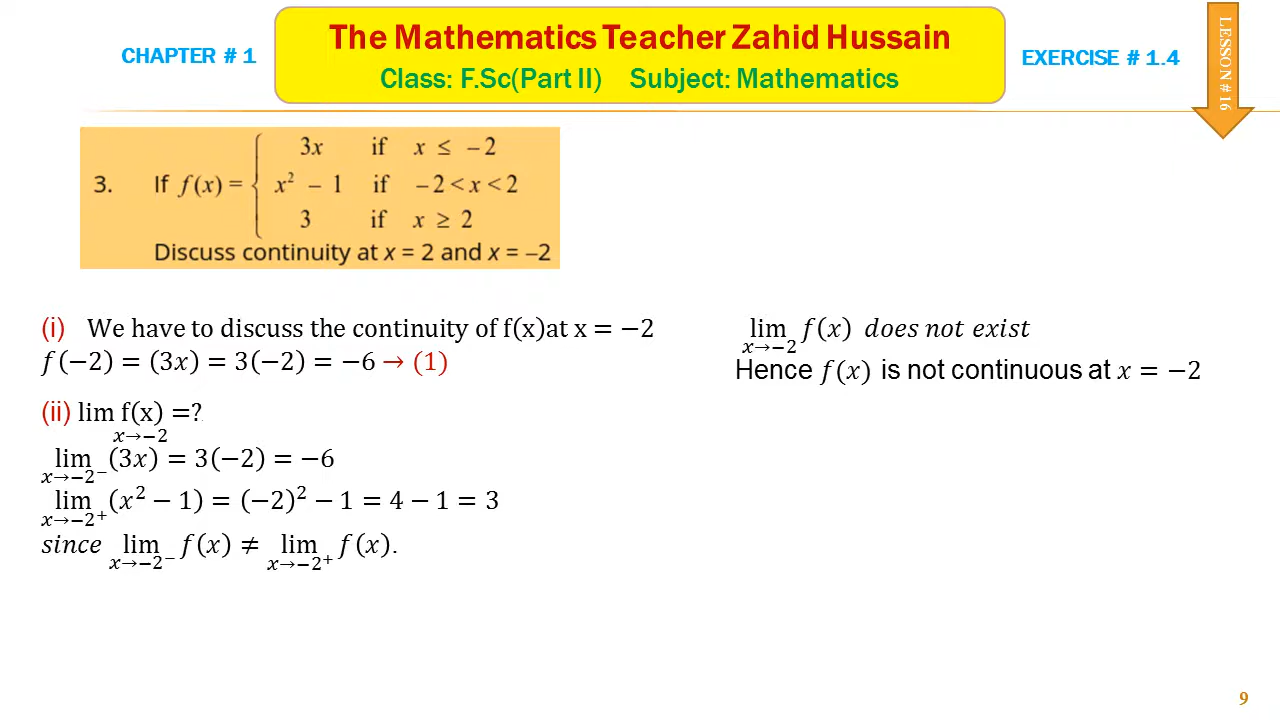 CHAPTER # 1
The Mathematics Teacher Zahid Hussain
Class: F.Sc(Part II) Subject: Mathematics
EXERCISE # 1.4
LESSON # 16
3. If f(x) = { 3x if x ≤ −2
x² − 1 if −2 < x < 2
3 if x ≥ 2
Discuss continuity at x = 2 and x = −2
(i) We have to discuss the continuity of f(x)at x = −2
f(−2) = (3x) = 3(−2) = −6 → (1)
(ii) lim f(x) =?
x→−2
lim (3x) = 3(−2) = −6
x→−2⁻
lim (x² − 1) = (−2)² − 1 = 4 − 1 = 3
x→−2⁺
since lim f(x) ≠ lim f(x).
x→−2⁻ x→−2⁺
lim f(x) does not exist
x→−2
Hence f(x) is not continuous at x = −2
9